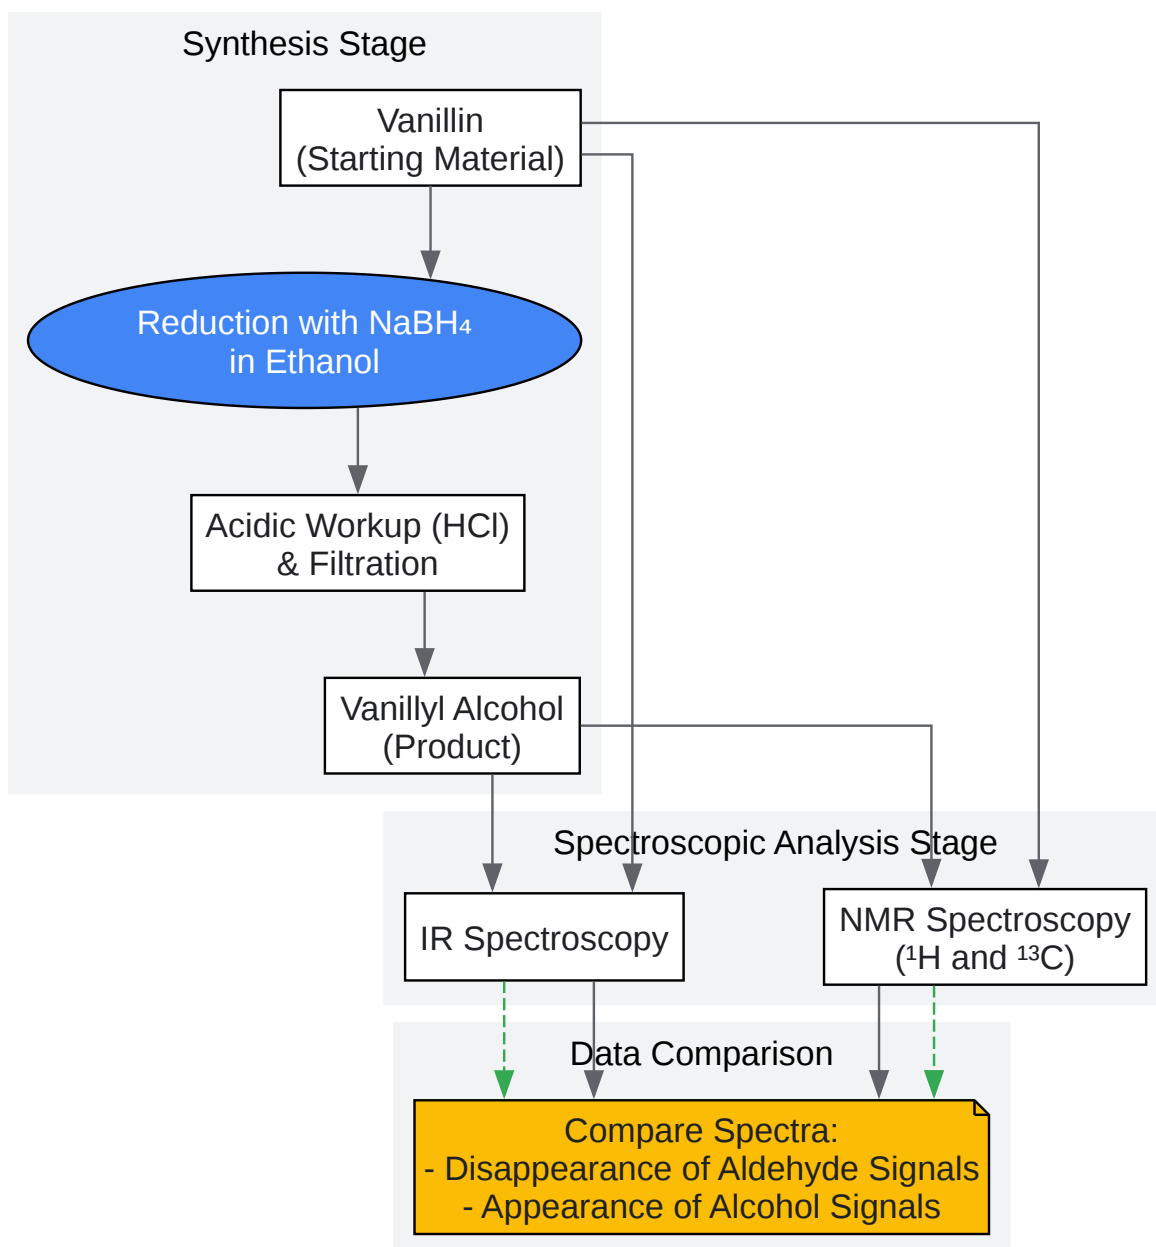 Synthesis Stage
Vanillin
(Starting Material)
Reduction with NaBH₄
in Ethanol
Acidic Workup (HCl)
& Filtration
Vanillyl Alcohol
(Product)
Spectroscopic Analysis Stage
IR Spectroscopy
NMR Spectroscopy
(¹H and ¹³C)
Data Comparison
Compare Spectra:
- Disappearance of Aldehyde Signals
- Appearance of Alcohol Signals